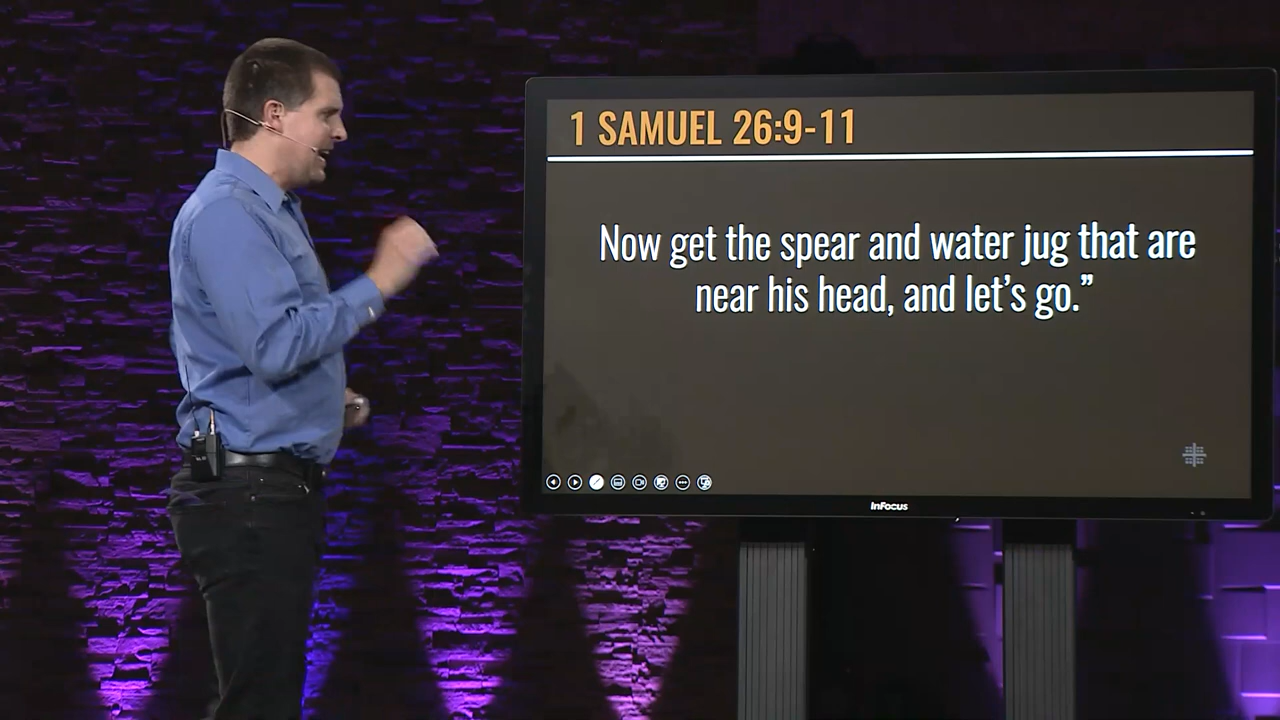 1 SAMUEL 26:9-11
Now get the spear and water jug that are
near his head, and let’s go.”
InFocus